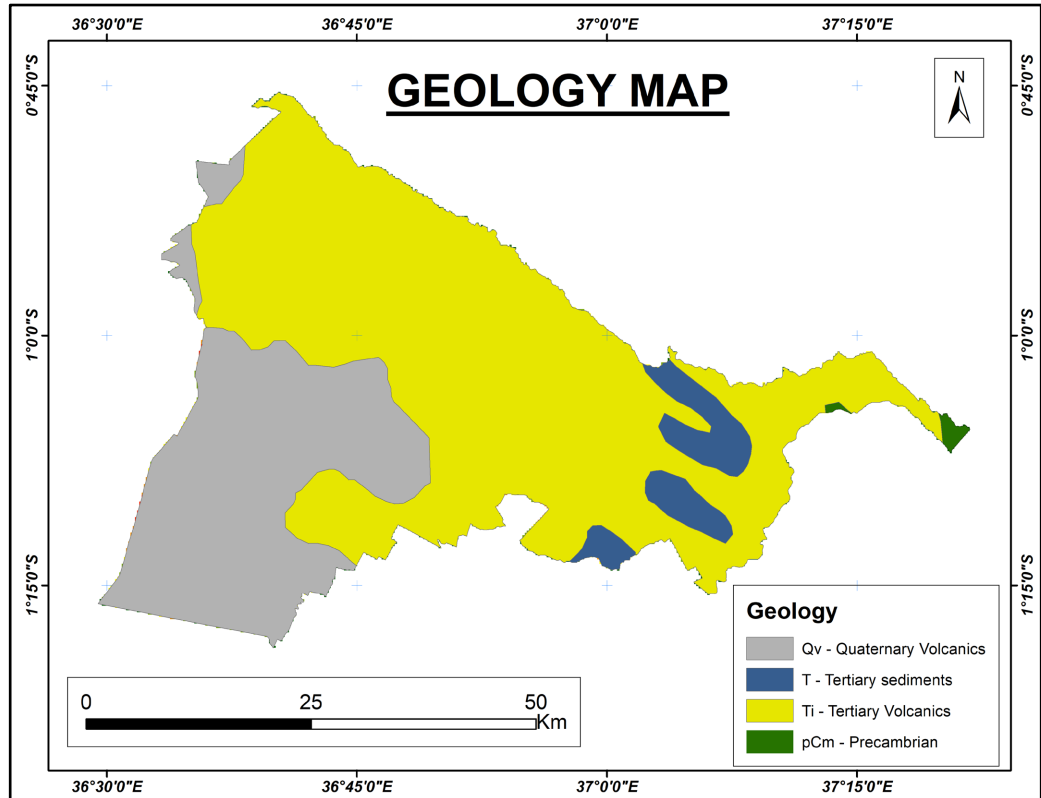 36°30'0"E 36°45'0"E 37°0'0"E 37°15'0"E
GEOLOGY MAP
N
0°45'0"S 0°45'0"S
1°0'0"S 1°0'0"S
1°15'0"S 1°15'0"S
Geology
Qv - Quaternary Volcanics
T - Tertiary sediments
Ti - Tertiary Volcanics
pCm - Precambrian
0 25 50
Km
36°30'0"E 36°45'0"E 37°0'0"E 37°15'0"E